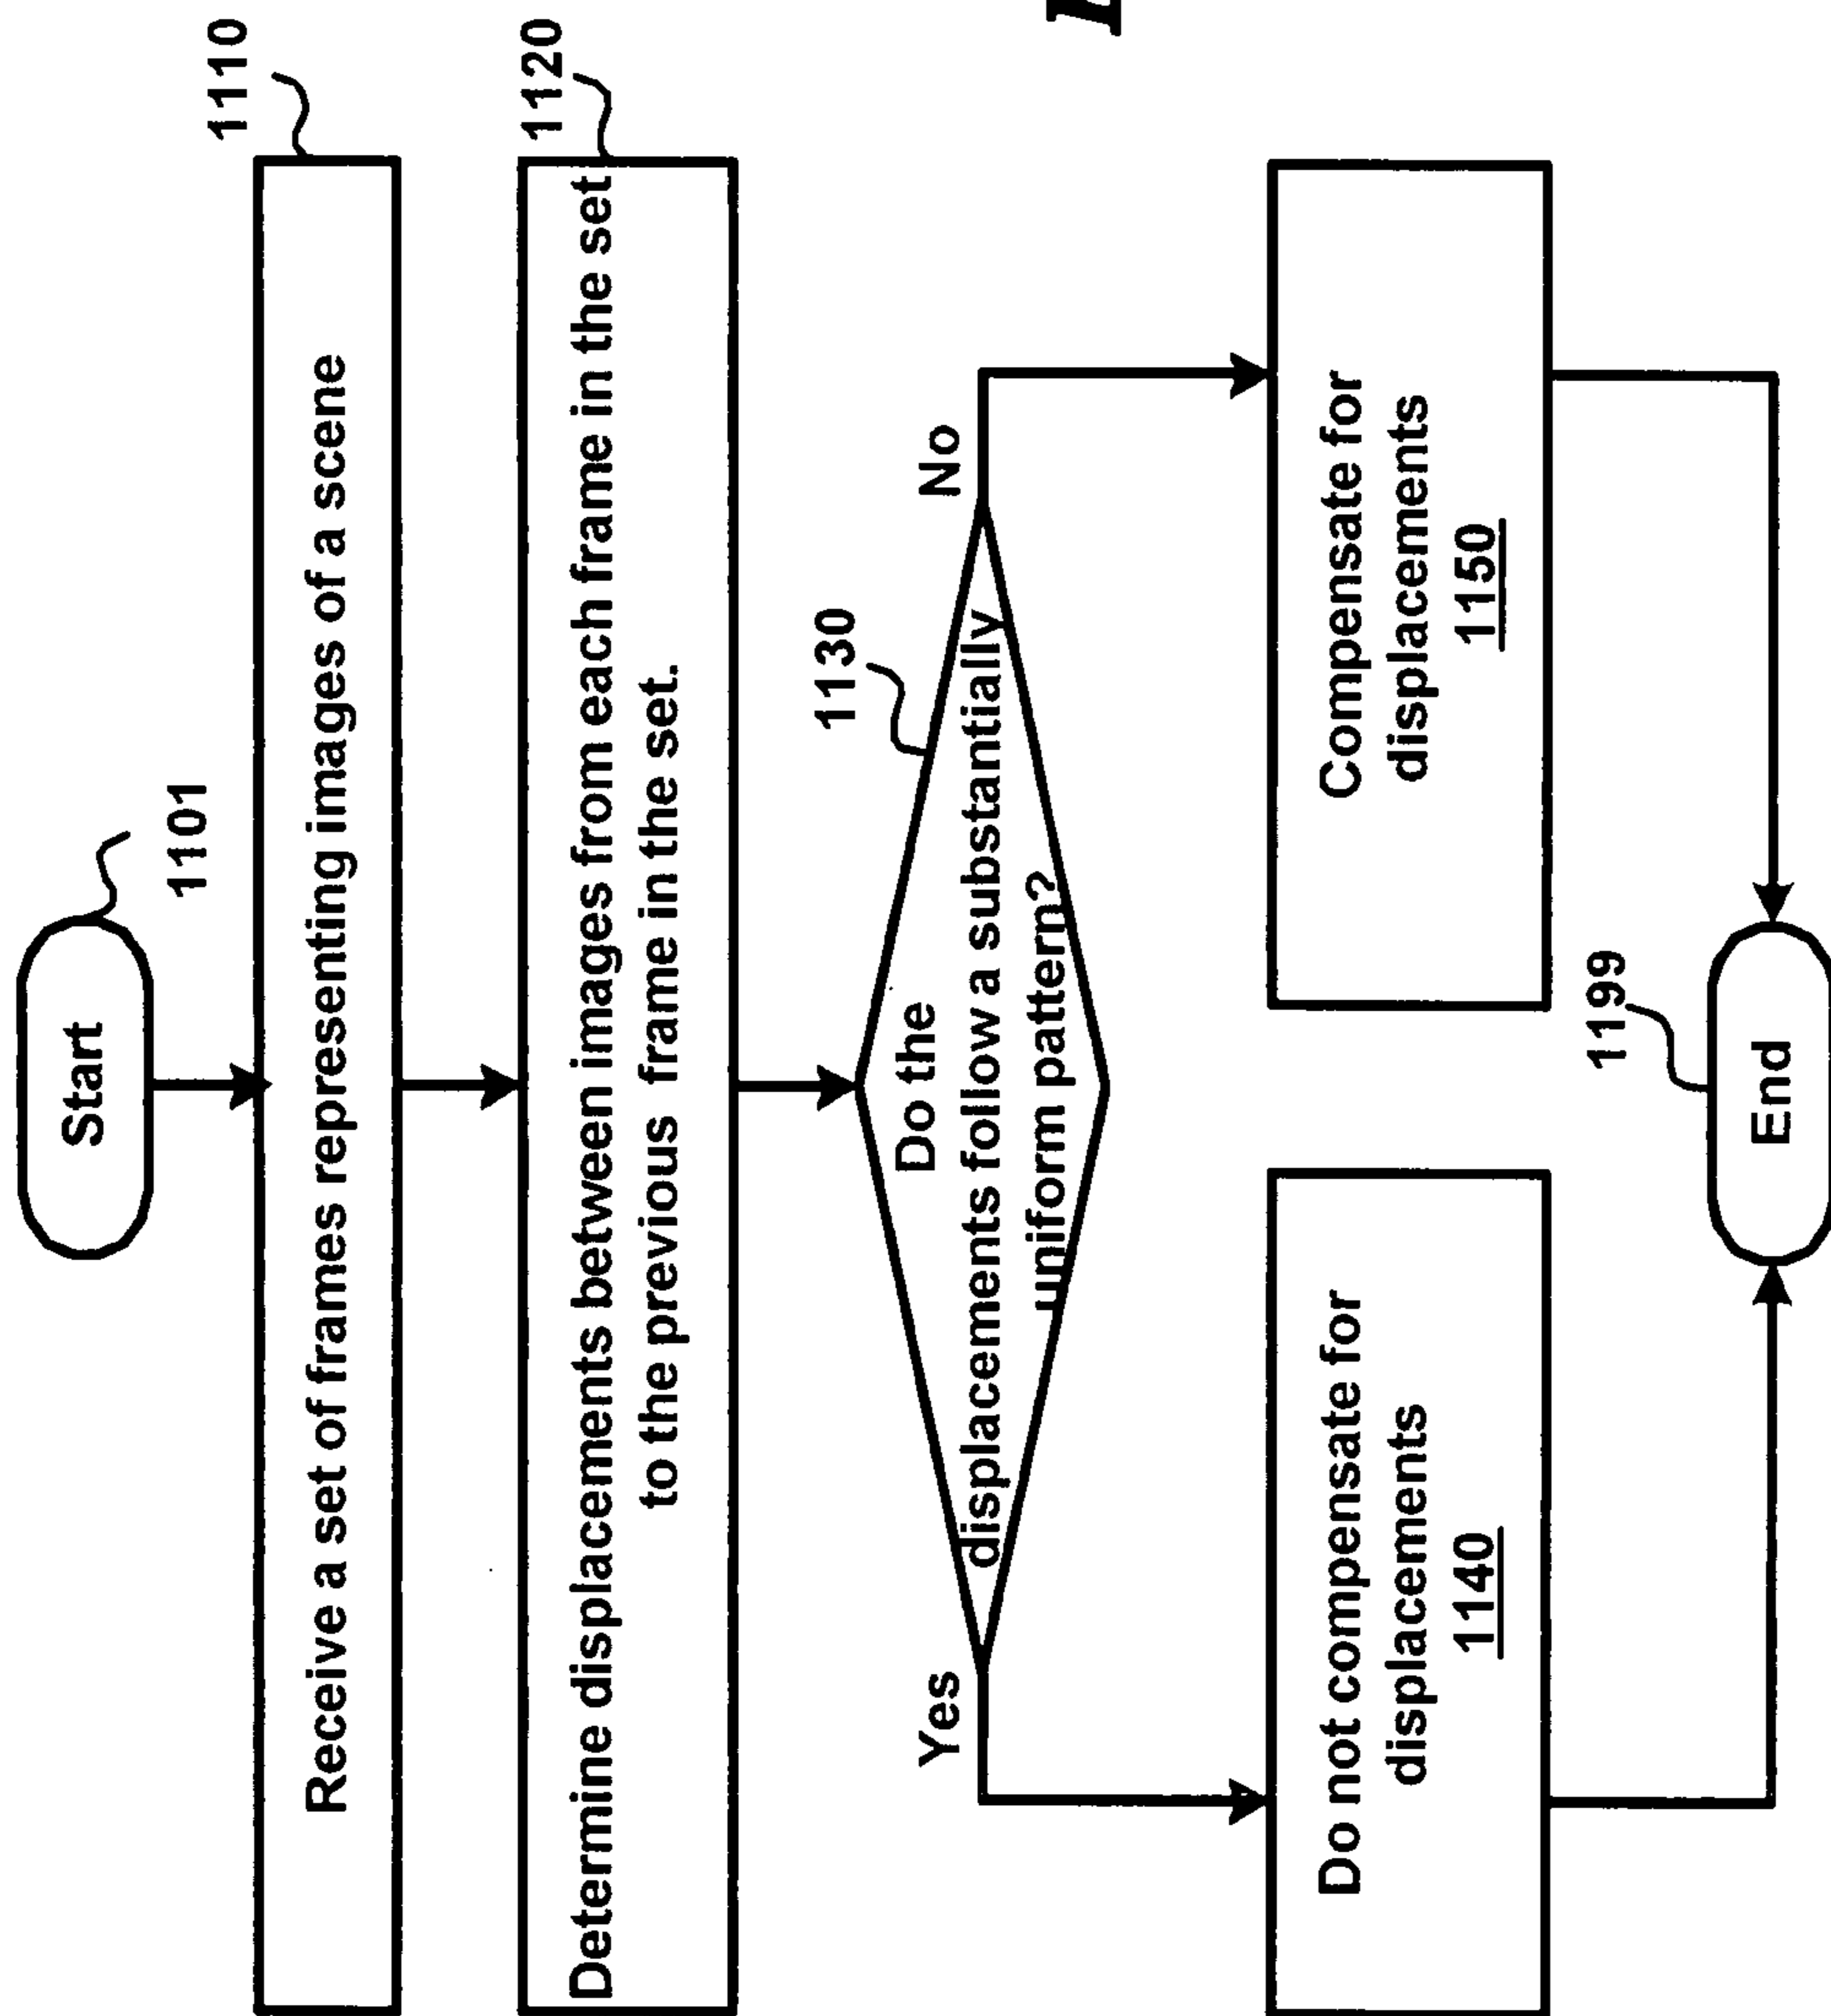 Start
1101
1110
Receive a set of frames representing images of a scene
1120
Determine displacements between images from each frame in the set
to the previous frame in the set.
1130
Do the
displacements follow a substantially
uniform pattern?
Yes
No
Do not compensate for
displacements
1140
Compensate for
displacements
1150
1199
End